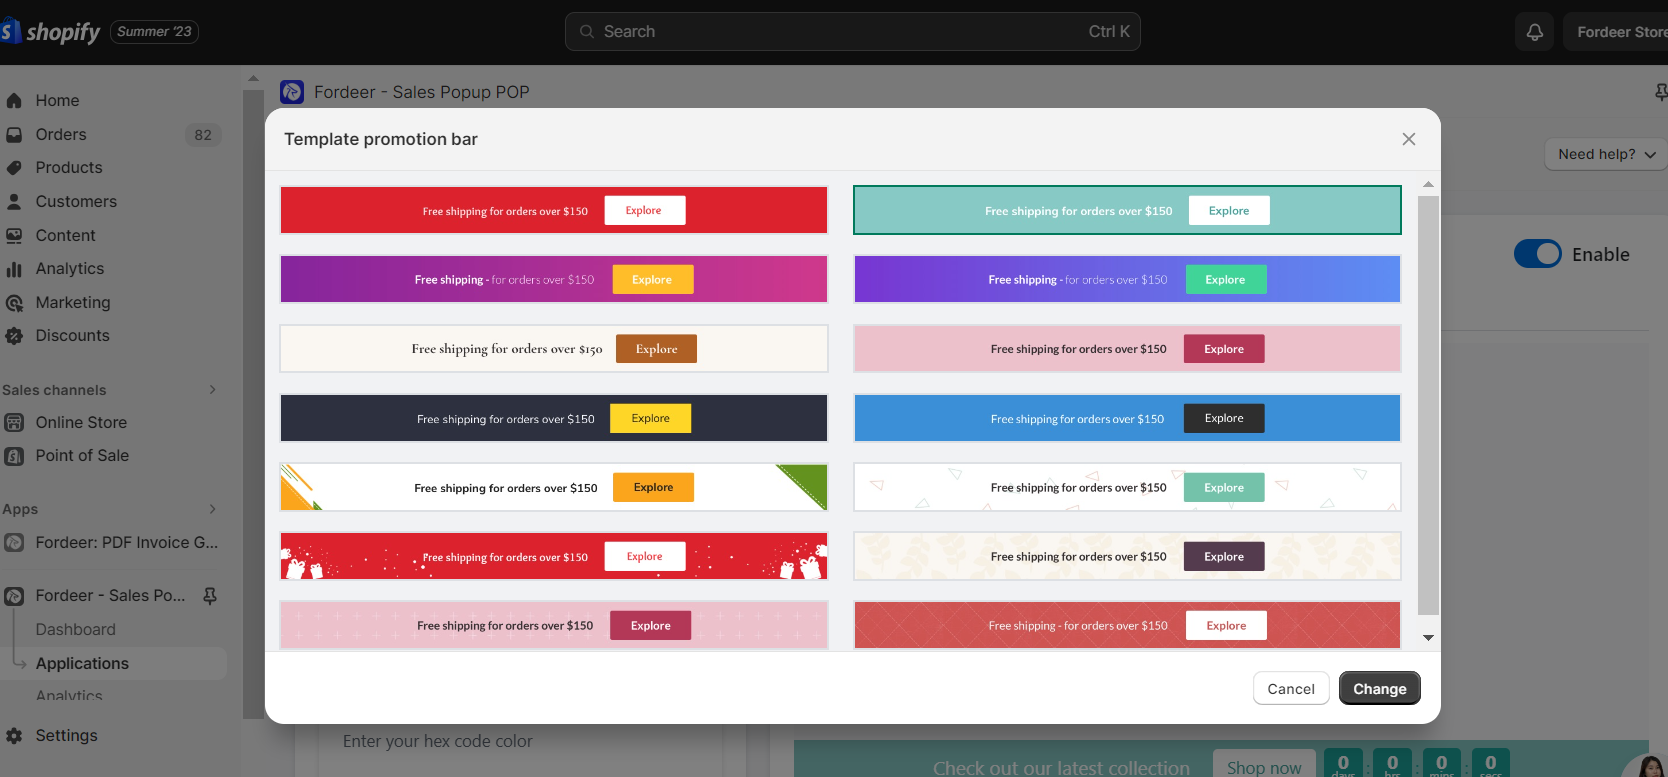 shopify Summer '23
Search Ctrl K
Fordeer Store
Home
Orders 82
Products
Customers
Content
Analytics
Marketing
Discounts
Sales channels
Online Store
Point of Sale
Apps
Fordeer: PDF Invoice G...
Fordeer - Sales Po...
Dashboard
Applications
Analytics
Settings
Fordeer - Sales Popup POP
Need help?
Enable
Template promotion bar
Free shipping for orders over $150 Explore
Free shipping for orders over $150 Explore
Free shipping - for orders over $150 Explore
Free shipping - for orders over $150 Explore
Free shipping for orders over $150 Explore
Free shipping for orders over $150 Explore
Free shipping for orders over $150 Explore
Free shipping for orders over $150 Explore
Free shipping for orders over $150 Explore
Free shipping for orders over $150 Explore
Free shipping for orders over $150 Explore
Free shipping for orders over $150 Explore
Free shipping for orders over $150 Explore
Free shipping - for orders over $150 Explore
Cancel Change
Enter your hex code color
Check out our latest collection Shop now 0 : 0 : 0 : 0
days hrs mins secs